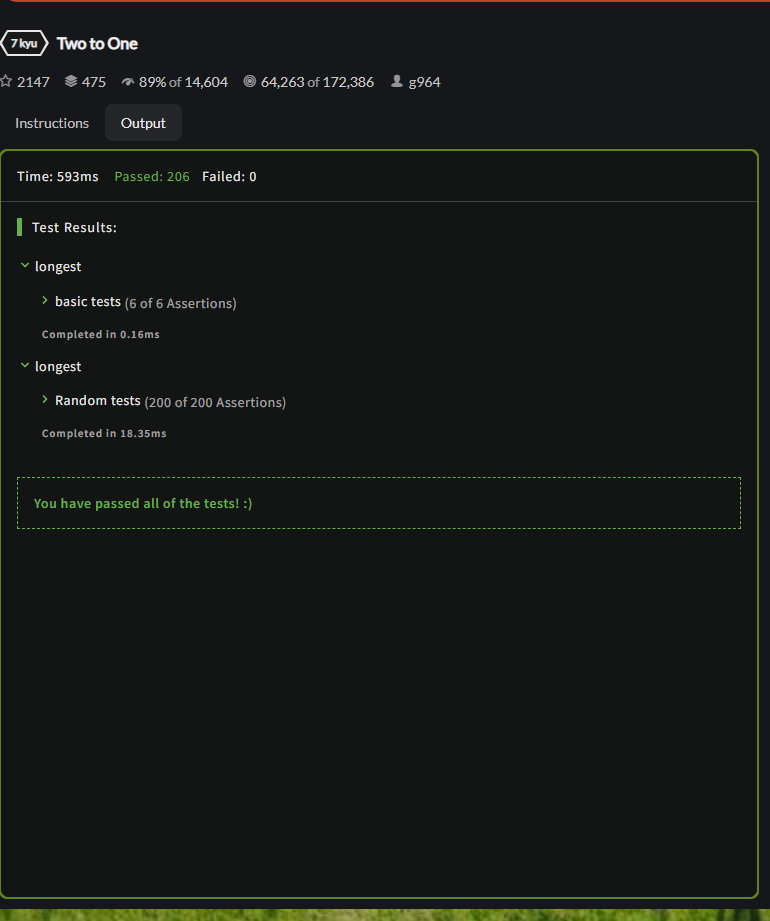 7 kyu Two to One
2147 475 89% of 14,604 64,263 of 172,386 g964
Instructions Output
Time: 593ms Passed: 206 Failed: 0
Test Results:
longest
basic tests (6 of 6 Assertions)
Completed in 0.16ms
longest
Random tests (200 of 200 Assertions)
Completed in 18.35ms
You have passed all of the tests! :)